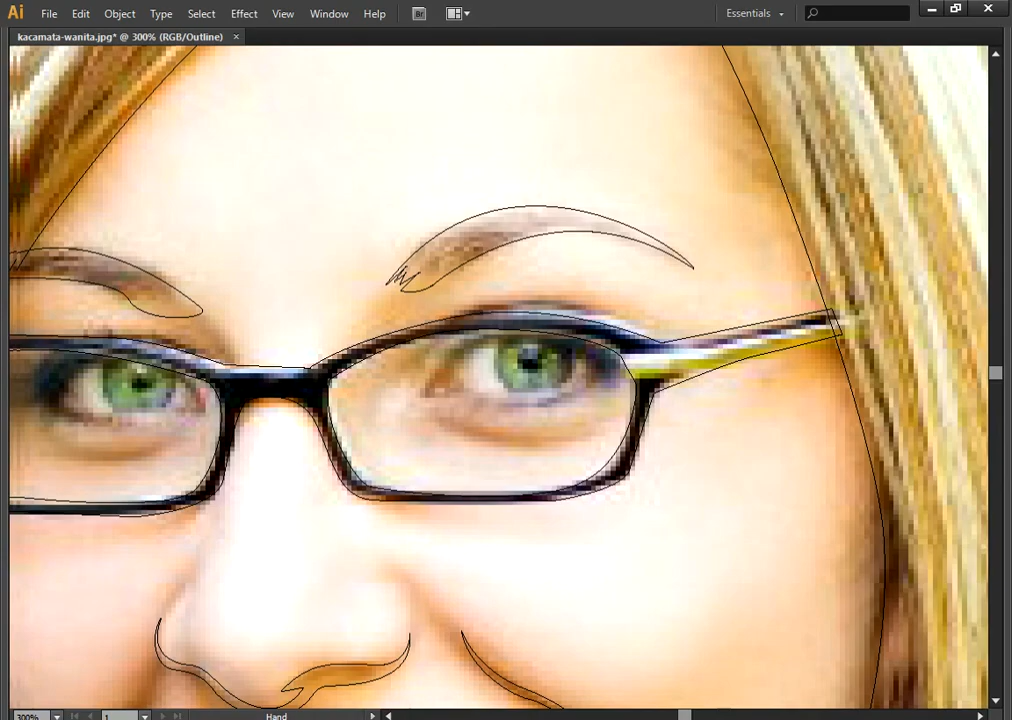 Ai File Edit Object Type Select Effect View Window Help Br Essentials
kacamata-wanita.jpg* @ 300% (RGB/Outline) ×
300% 1 Hand